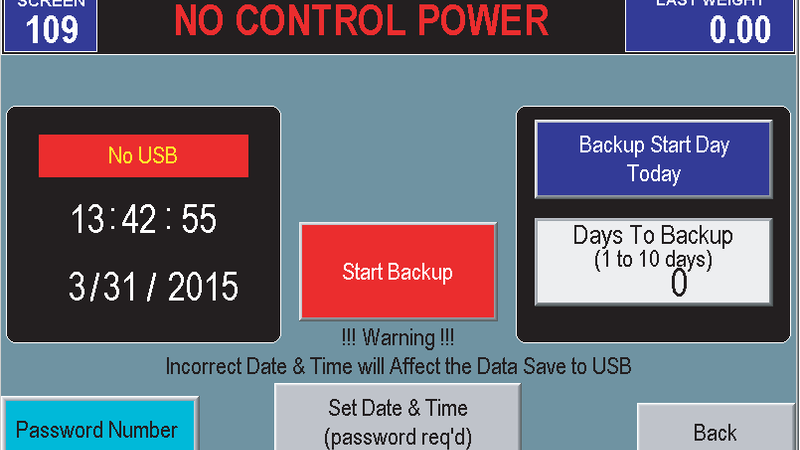 SCREEN
109
NO CONTROL POWER
LAST WEIGHT
0.00
No USB
13:42:55
3/31/2015
Start Backup
Backup Start Day
Today
Days To Backup
(1 to 10 days)
0
!!! Warning !!!
Incorrect Date & Time will Affect the Data Save to USB
Password Number
Set Date & Time
(password req'd)
Back